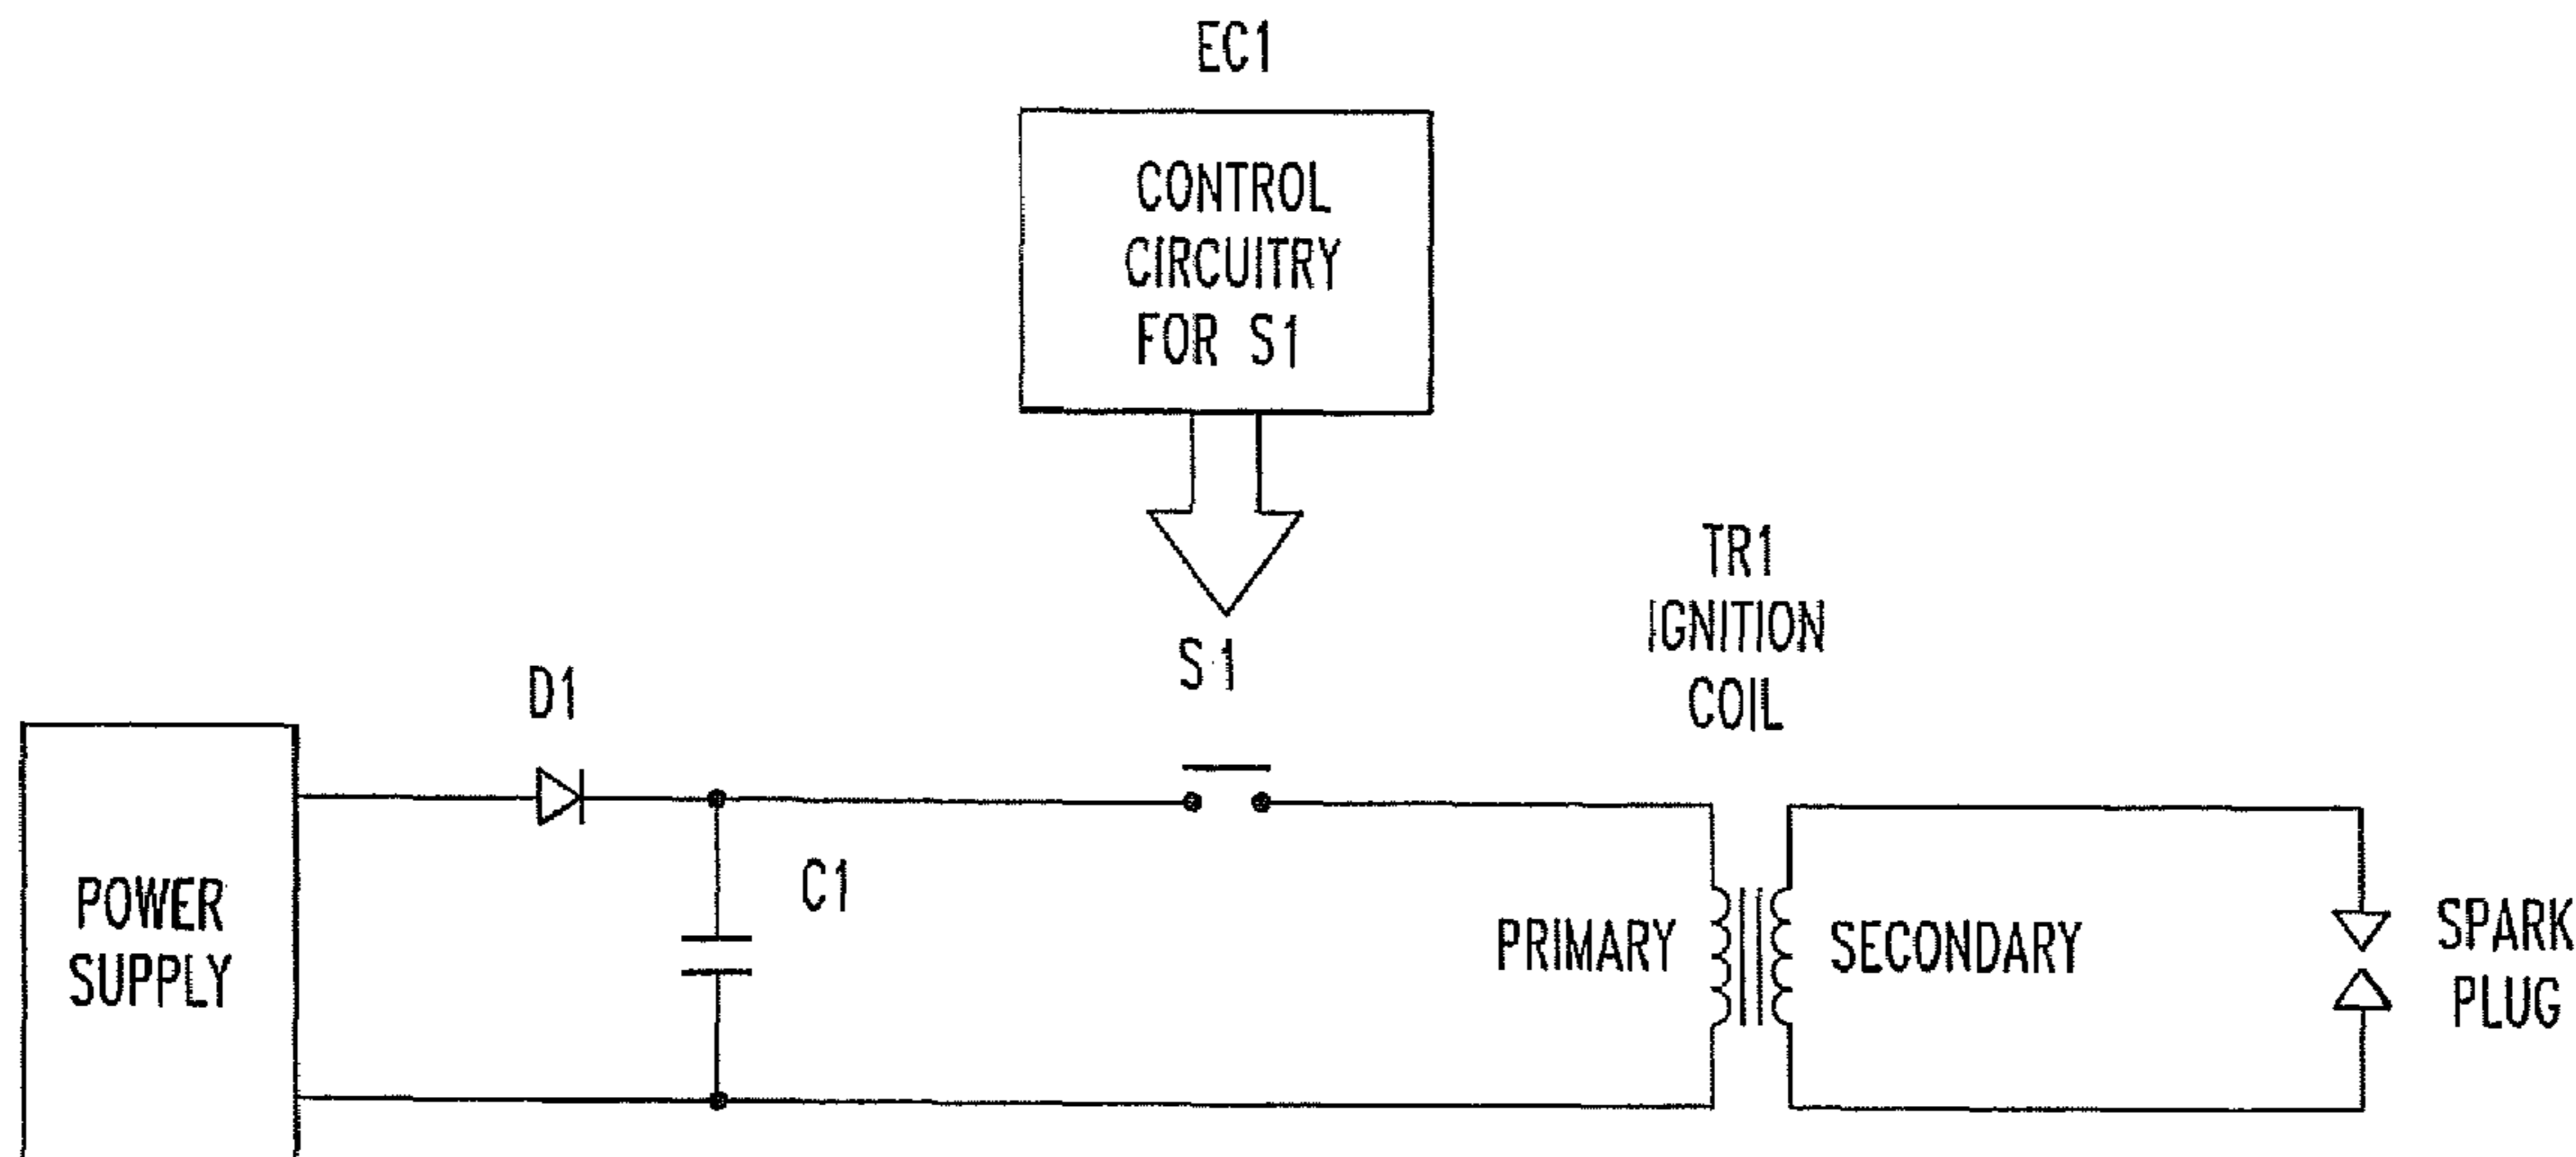 EC1
CONTROL
CIRCUITRY
FOR S1
S1
TR1
IGNITION
COIL
D1
C1
POWER
SUPPLY
PRIMARY
SECONDARY
SPARK
PLUG